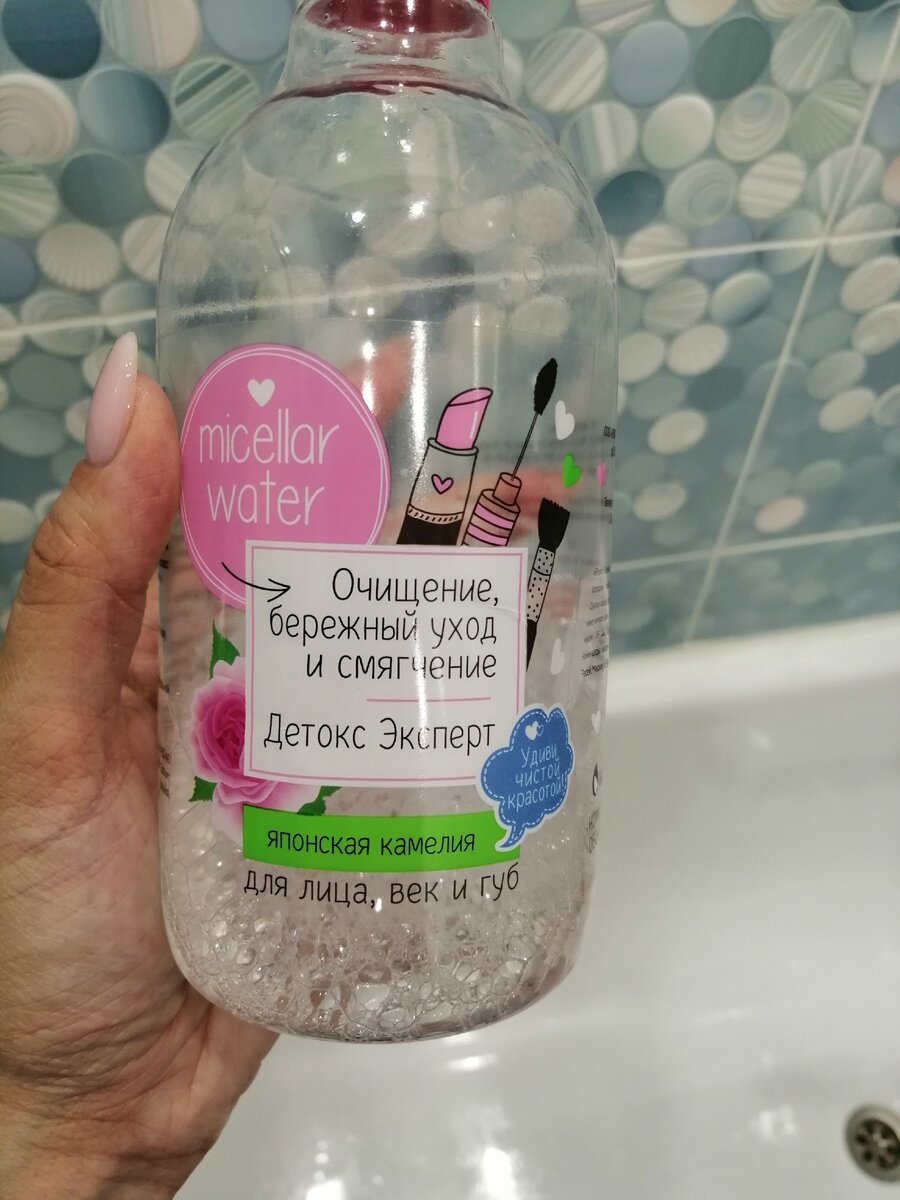 micellar
water
Очищение,
бережный уход
и смягчение
Детокс Эксперт
Удиви
чистой
красотой!
японская камелия
для лица, век и губ